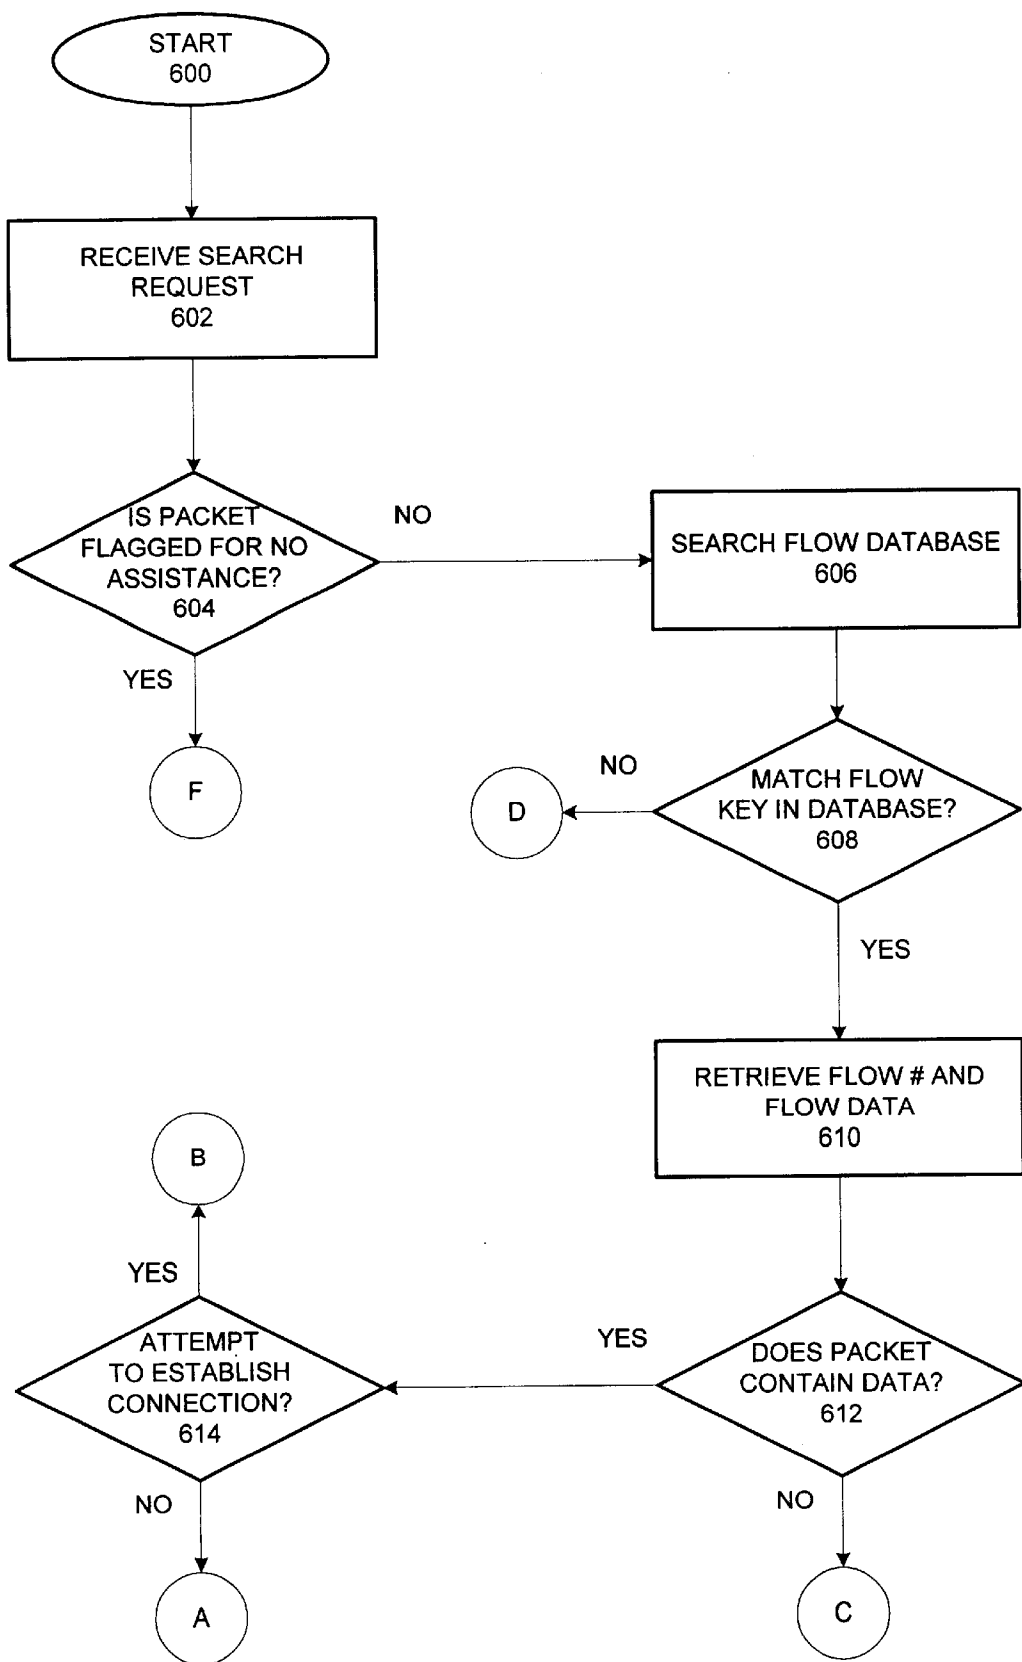 START
600
RECEIVE SEARCH
REQUEST
602
IS PACKET
FLAGGED FOR NO
ASSISTANCE?
604
NO
YES
F
SEARCH FLOW DATABASE
606
MATCH FLOW
KEY IN DATABASE?
608
NO
D
YES
RETRIEVE FLOW # AND
FLOW DATA
610
DOES PACKET
CONTAIN DATA?
612
YES
NO
C
ATTEMPT
TO ESTABLISH
CONNECTION?
614
YES
B
NO
A